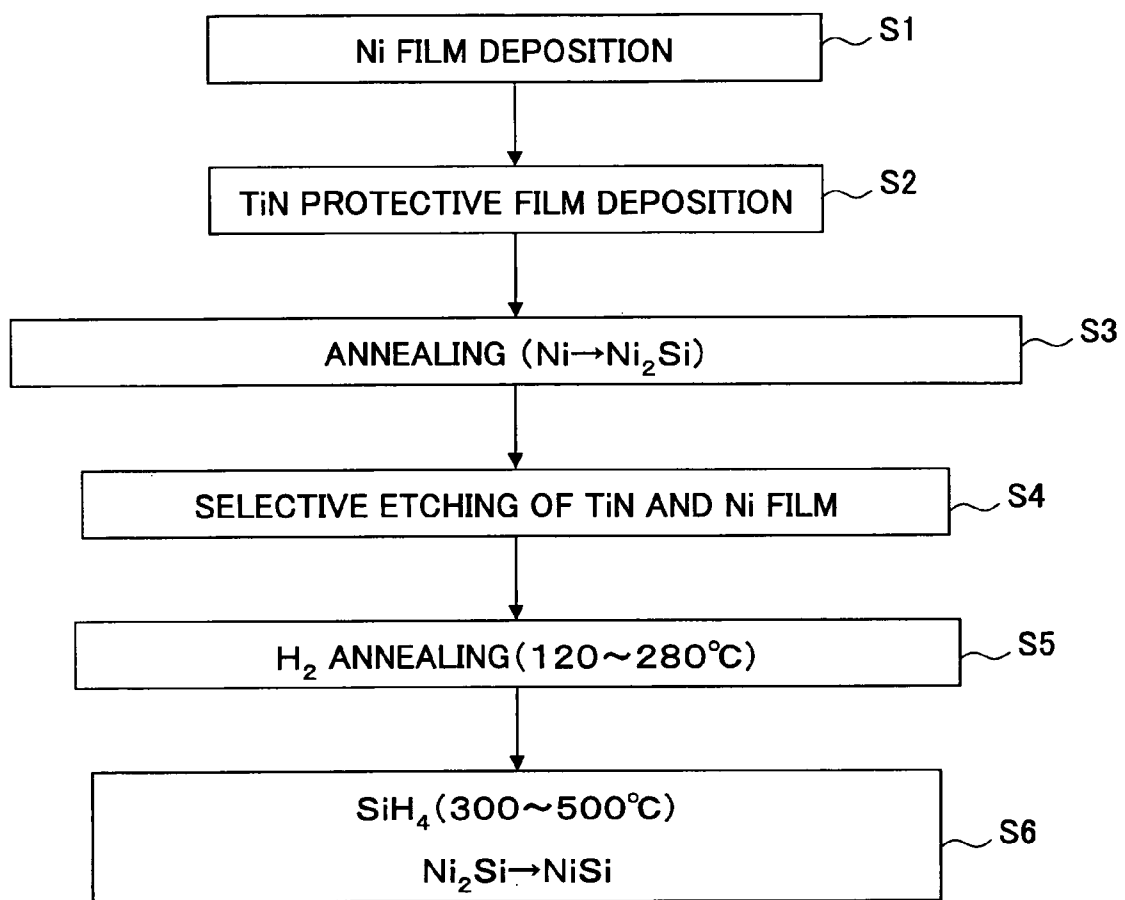 Ni FILM DEPOSITION
S1
TiN PROTECTIVE FILM DEPOSITION
S2
ANNEALING (Ni→Ni₂Si)
S3
SELECTIVE ETCHING OF TiN AND Ni FILM
S4
H₂ ANNEALING(120～280℃)
S5
SiH₄(300～500℃)
Ni₂Si→NiSi
S6